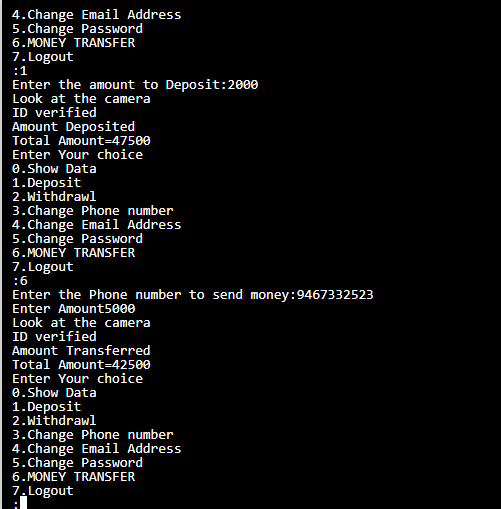 4.Change Email Address
5.Change Password
6.MONEY TRANSFER
7.Logout
:1
Enter the amount to Deposit:2000
Look at the camera
ID verified
Amount Deposited
Total Amount=47500
Enter Your choice
0.Show Data
1.Deposit
2.Withdrawl
3.Change Phone number
4.Change Email Address
5.Change Password
6.MONEY TRANSFER
7.Logout
:6
Enter the Phone number to send money:9467332523
Enter Amount5000
Look at the camera
ID verified
Amount Transferred
Total Amount=42500
Enter Your choice
0.Show Data
1.Deposit
2.Withdrawl
3.Change Phone number
4.Change Email Address
5.Change Password
6.MONEY TRANSFER
7.Logout
: